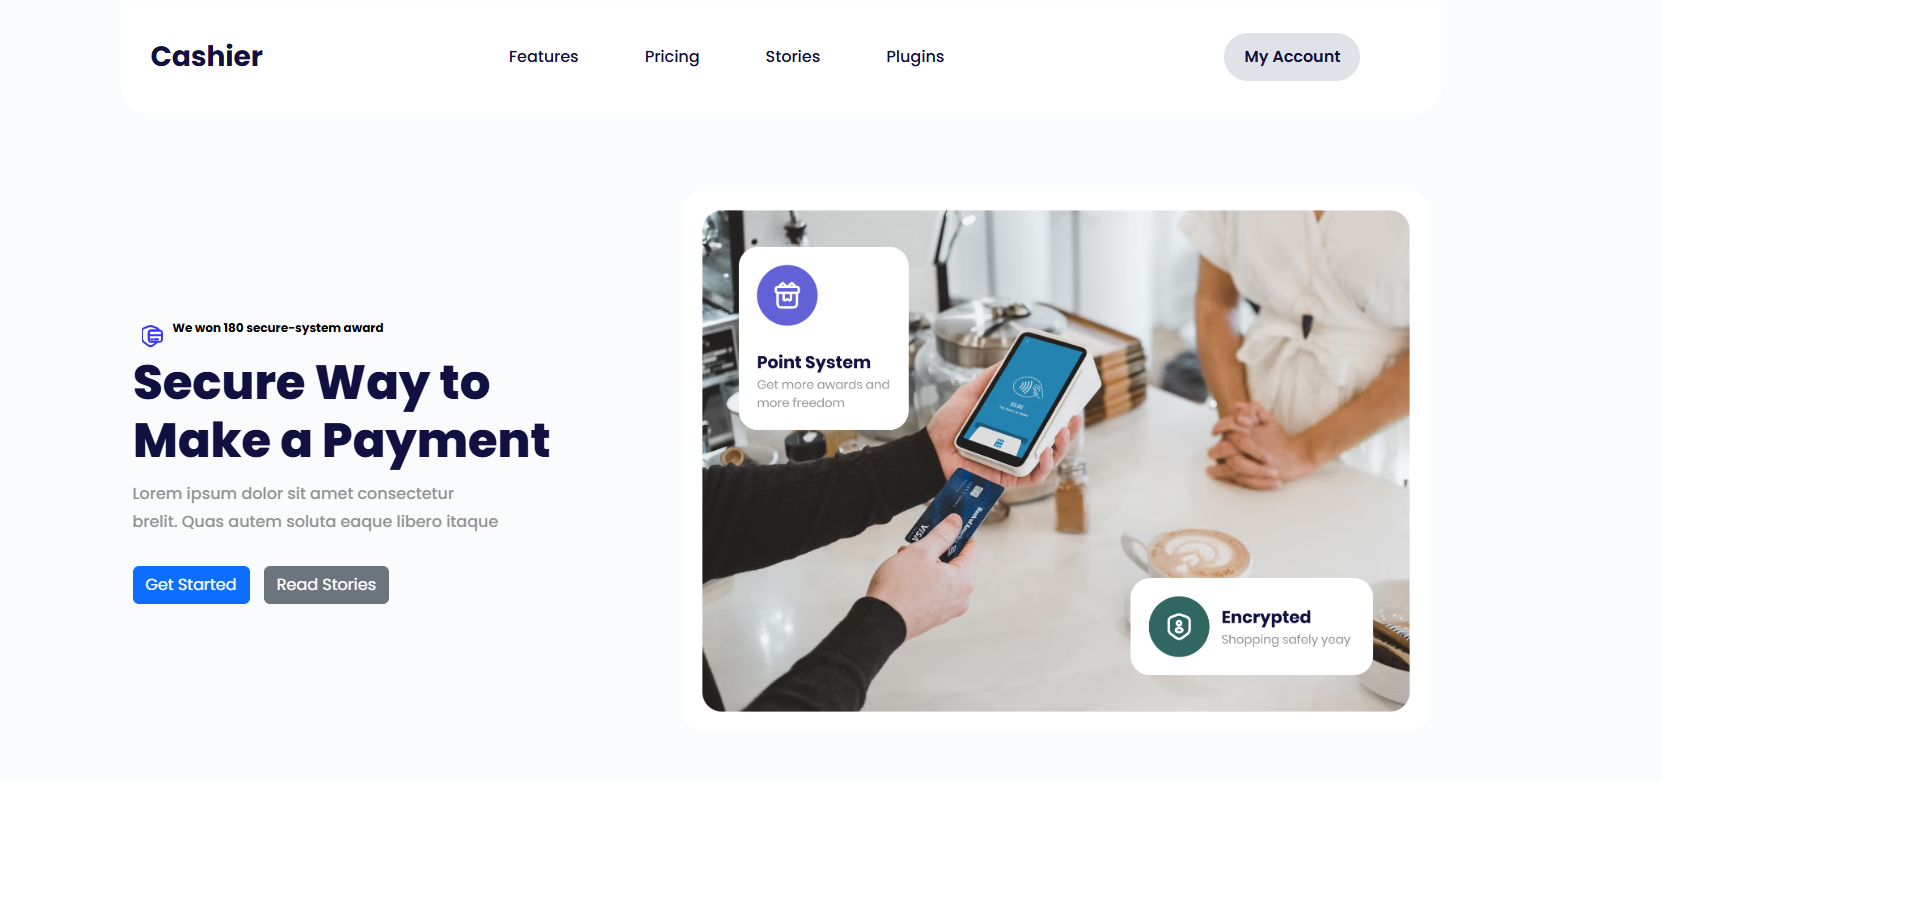 Cashier
Features
Pricing
Stories
Plugins
My Account
We won 180 secure-system award
Secure Way to
Make a Payment
Lorem ipsum dolor sit amet consectetur
brelit. Quas autem soluta eaque libero itaque
Get Started
Read Stories
Point System
Get more awards and
more freedom
VISA
Encrypted
Shopping safely yeay